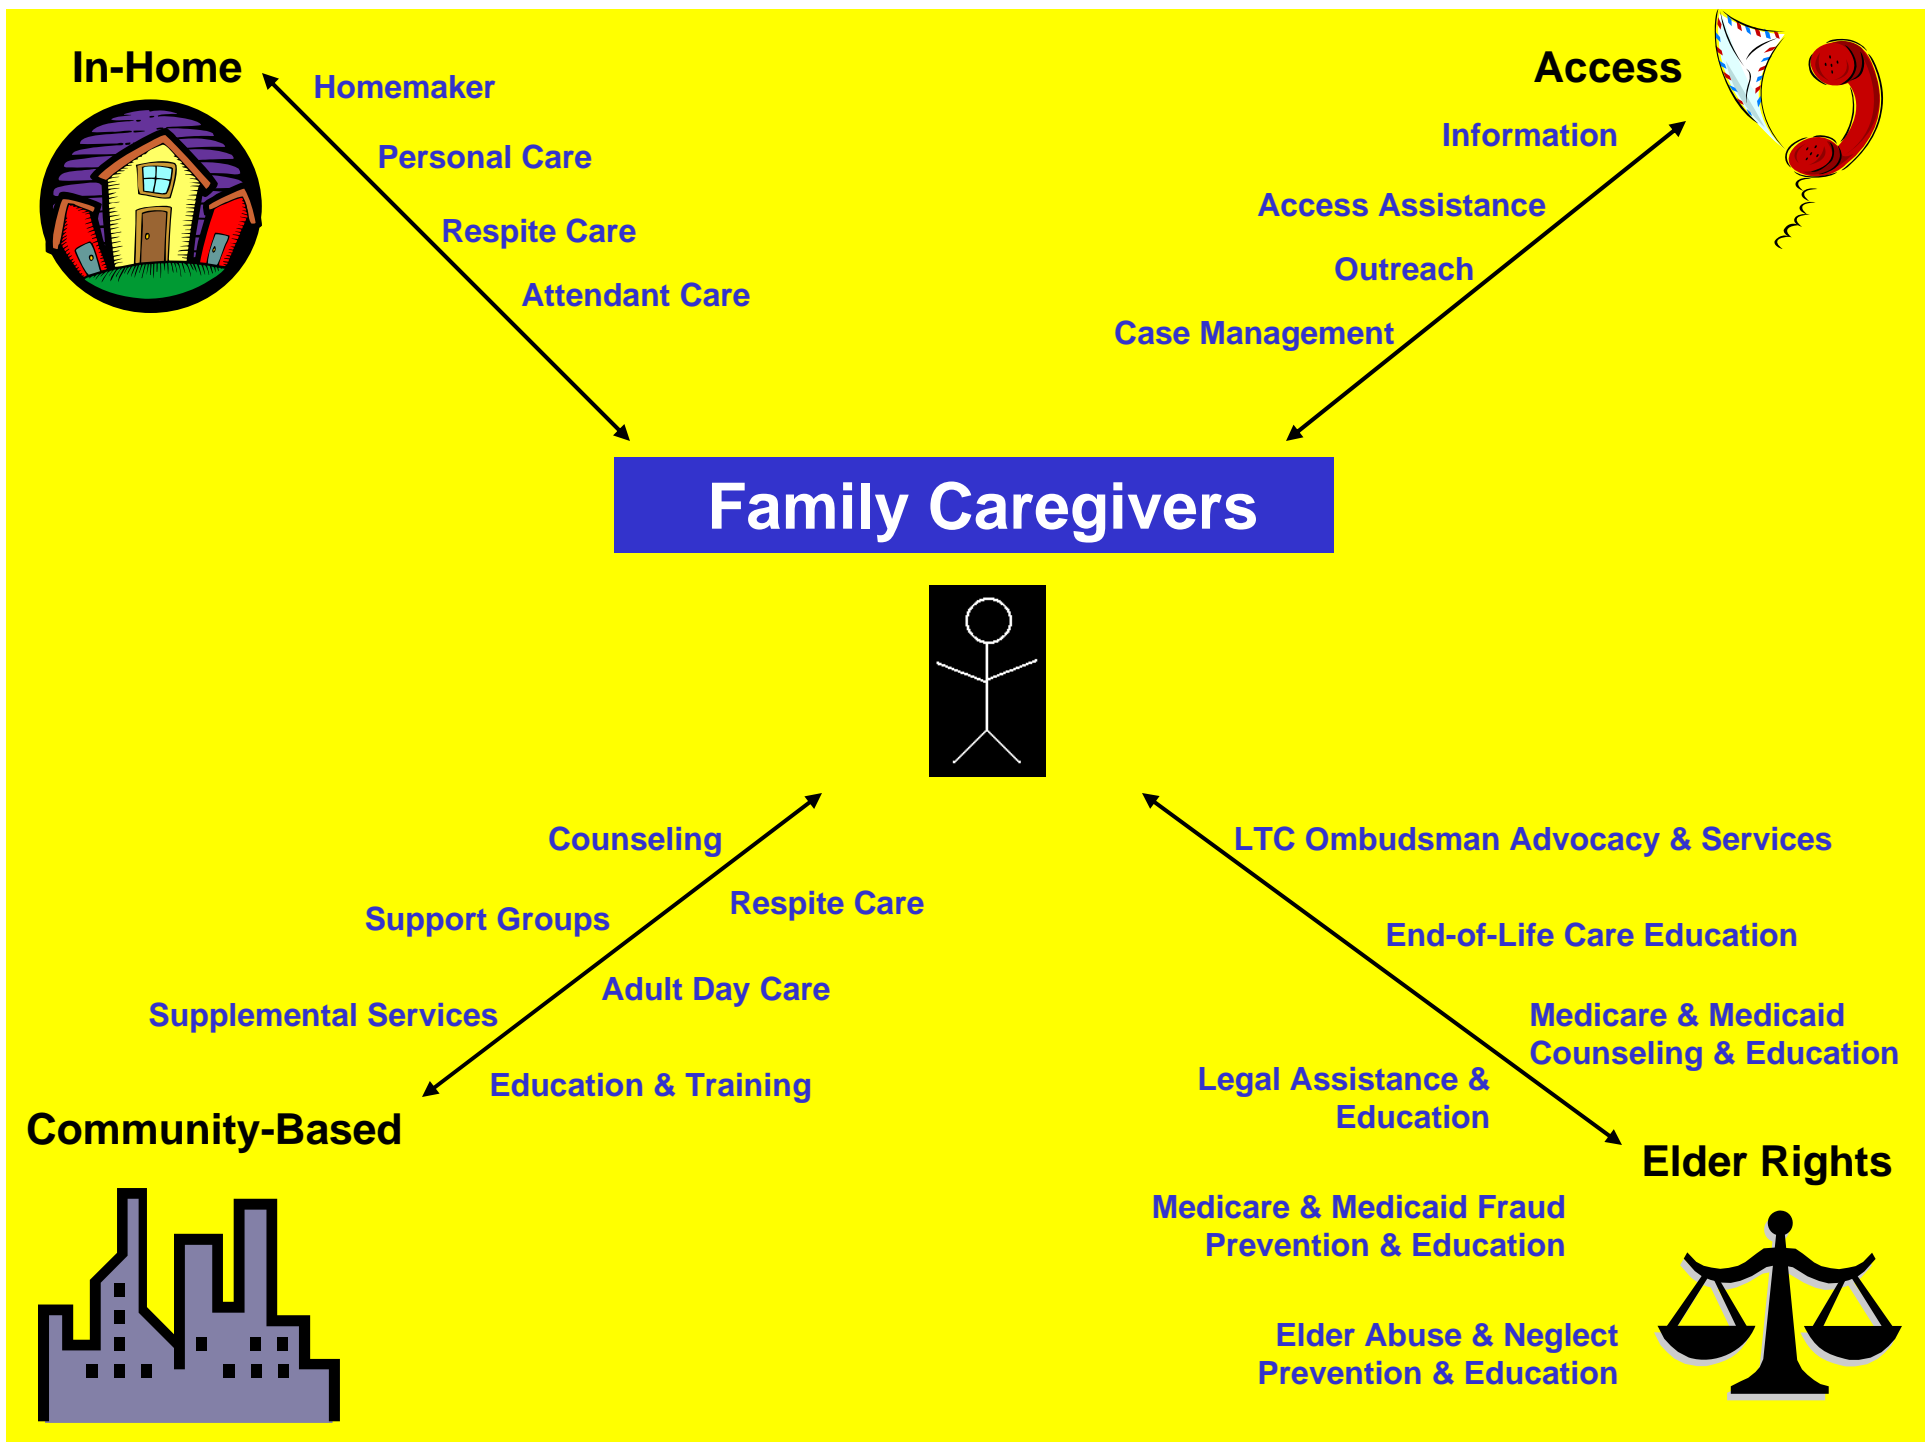 In-Home
Homemaker
Personal Care
Respite Care
Attendant Care
Access
Information
Access Assistance
Outreach
Case Management
Family Caregivers
Counseling
Respite Care
Support Groups
Adult Day Care
Supplemental Services
Education & Training
Community-Based
LTC Ombudsman Advocacy & Services
End-of-Life Care Education
Medicare & Medicaid
Counseling & Education
Legal Assistance &
Education
Elder Rights
Medicare & Medicaid Fraud
Prevention & Education
Elder Abuse & Neglect
Prevention & Education